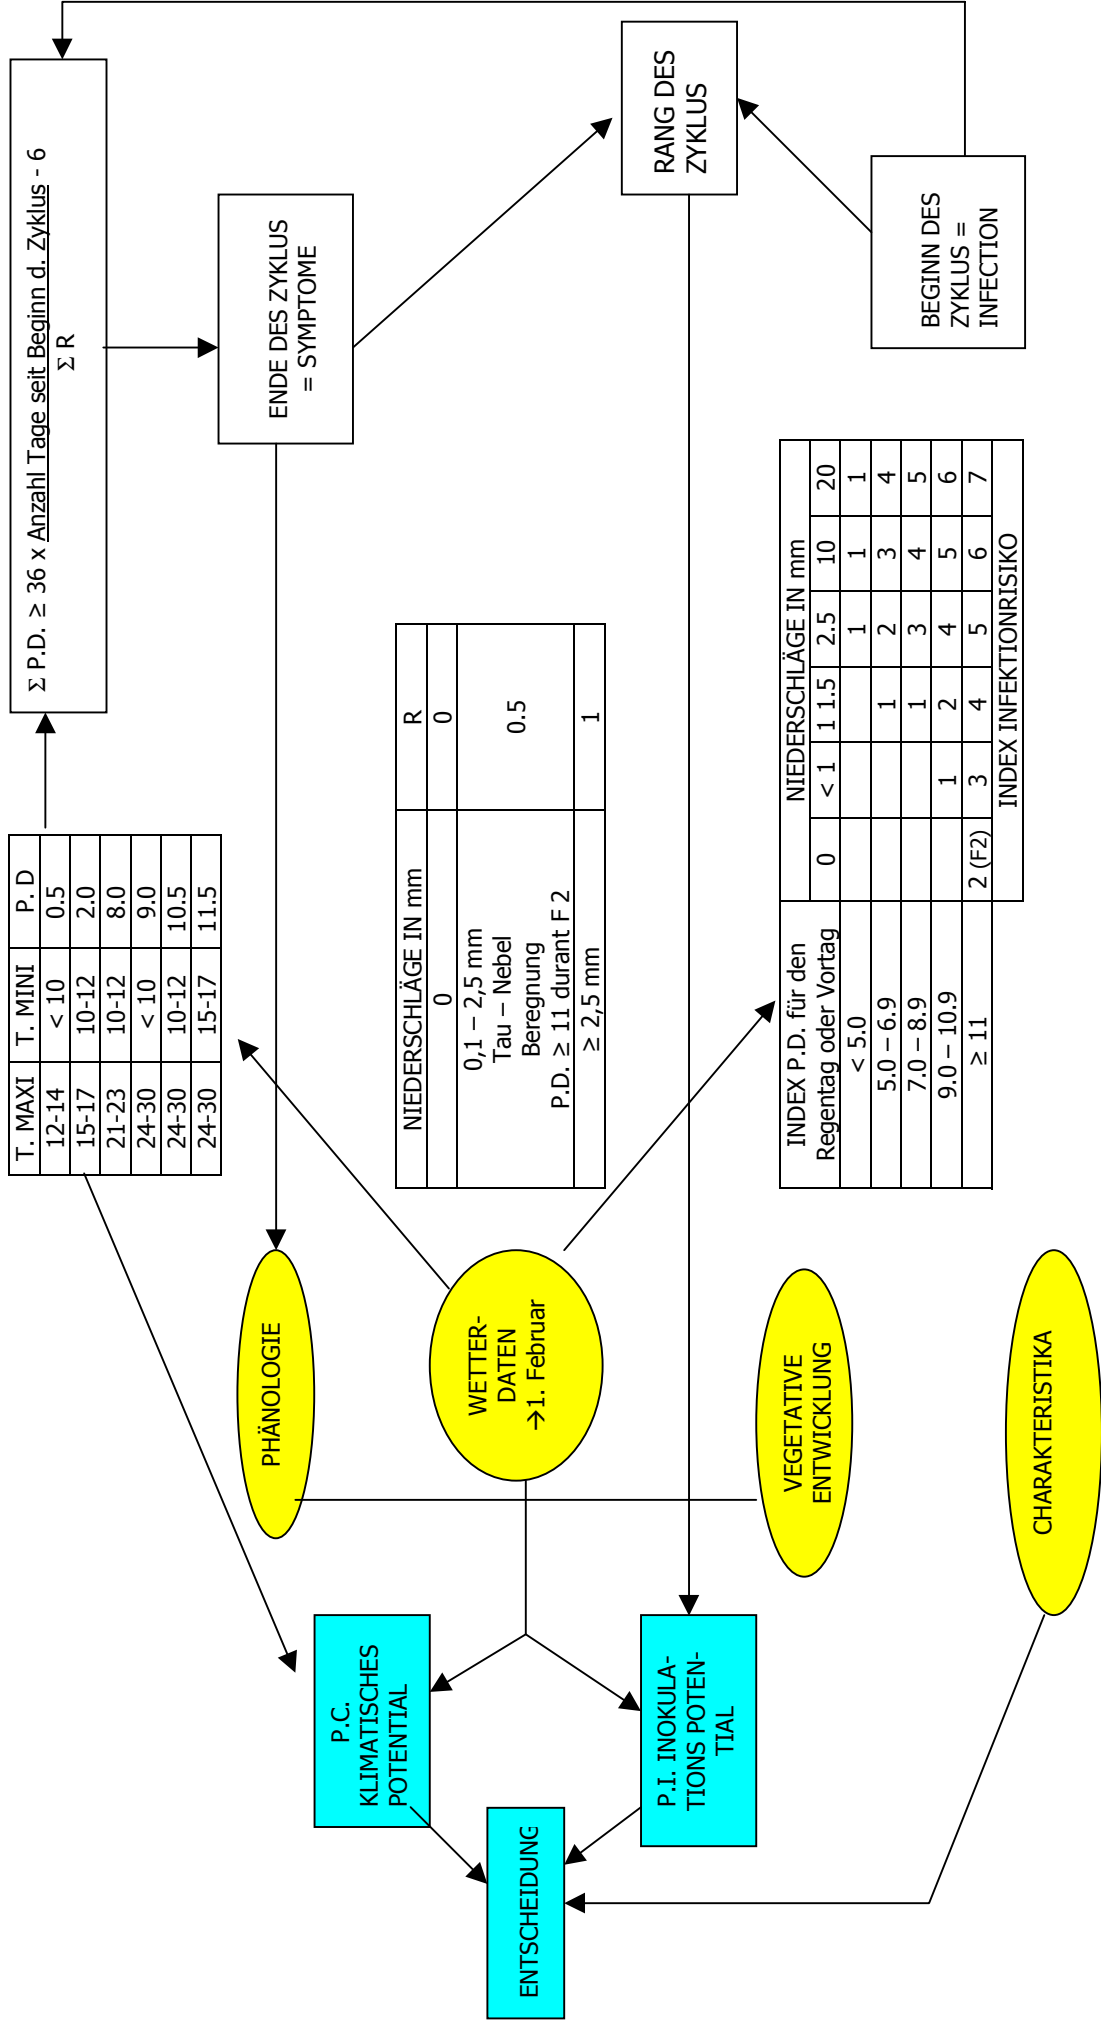 Σ P.D. ≥ 36 x Anzahl Tage seit Beginn d. Zyklus - 6
Σ R
T. MAXI T. MINI P. D
12-14 < 10 0.5
15-17 10-12 2.0
21-23 10-12 8.0
24-30 < 10 9.0
24-30 10-12 10.5
24-30 15-17 11.5
ENDE DES ZYKLUS
= SYMPTOME
RANG DES
ZYKLUS
BEGINN DES
ZYKLUS =
INFECTION
PHÄNOLOGIE
NIEDERSCHLÄGE IN mm R
0 0
0,1 – 2,5 mm
Tau – Nebel
Beregnung
P.D. ≥ 11 durant F 2
0.5
≥ 2,5 mm 1
WETTER-
DATEN
→1. Februar
INDEX P.D. für den
Regentag oder Vortag
NIEDERSCHLÄGE IN mm
0 < 1 1 1.5 2.5 10 20
< 5.0 1 1 1
5.0 – 6.9 1 2 3 4
7.0 – 8.9 1 3 4 5
9.0 – 10.9 1 2 4 5 6
≥ 11 2 (F2) 3 4 5 6 7
INDEX INFEKTIONRISIKO
VEGETATIVE
ENTWICKLUNG
CHARAKTERISTIKA
P.C.
KLIMATISCHES
POTENTIAL
P.I. INOKULA-
TIONS POTEN-
TIAL
ENTSCHEIDUNG